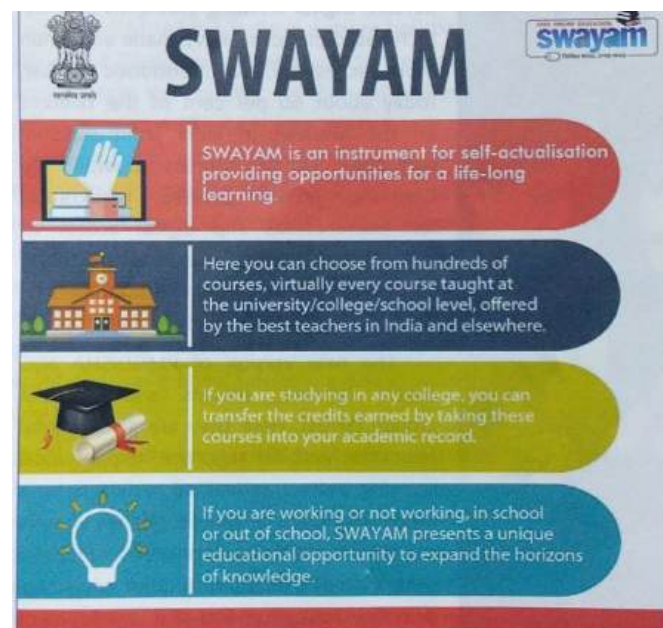 SWAYAM
swayam
SWAYAM is an instrument for self-actualisation
providing opportunities for a life-long
learning.
Here you can choose from hundreds of
courses, virtually every course taught at
the university/college/school level, offered
by the best teachers in India and elsewhere.
If you are studying in any college, you can
transfer the credits earned by taking these
courses into your academic record.
If you are working or not working, in school
or out of school, SWAYAM presents a unique
educational opportunity to expand the horizons
of knowledge.